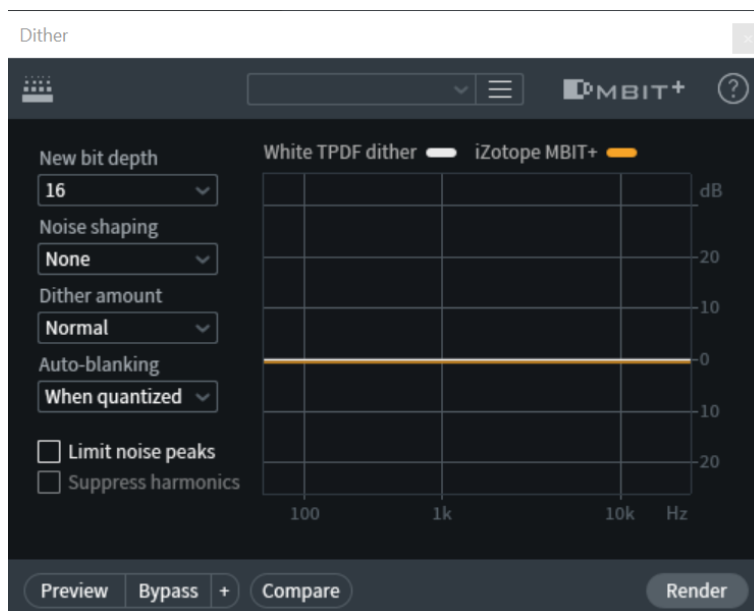 Dither
MBIT+ ?
New bit depth
16
Noise shaping
None
Dither amount
Normal
Auto-blanking
When quantized
Limit noise peaks
Suppress harmonics
White TPDF dither iZotope MBIT+
dB
20
10
0
10
20
100 1k 10k Hz
Preview Bypass + Compare Render